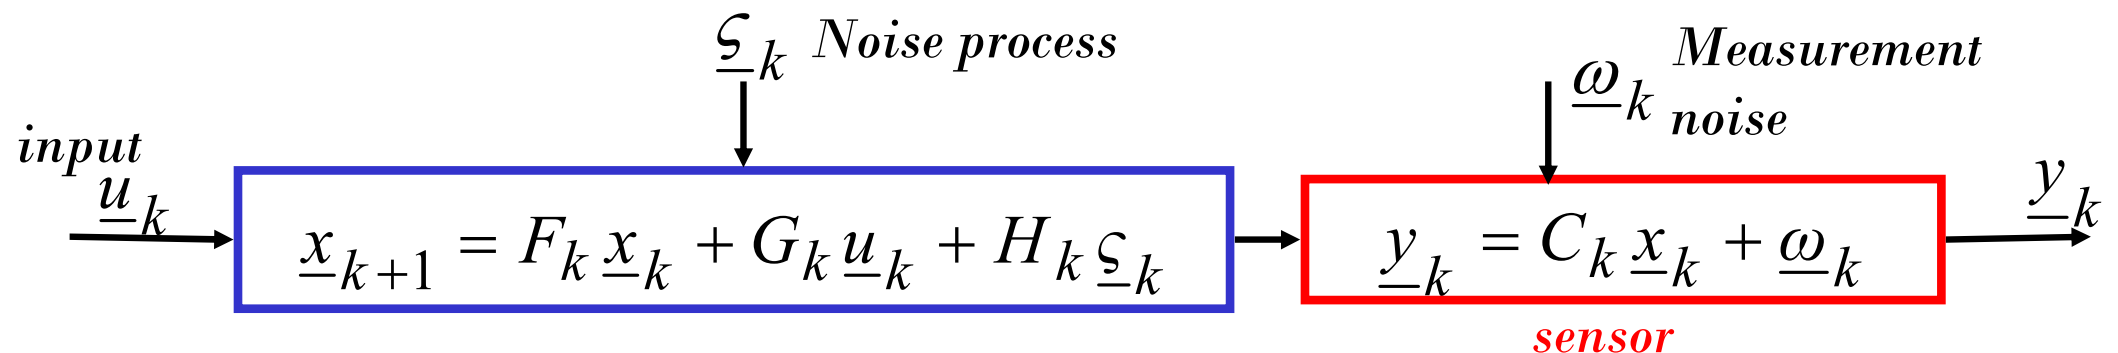 ς_k Noise process
ω_k Measurement
noise
input
u_k
x_{k+1} = F_k x_k + G_k u_k + H_k ς_k
y_k = C_k x_k + ω_k
y_k
sensor